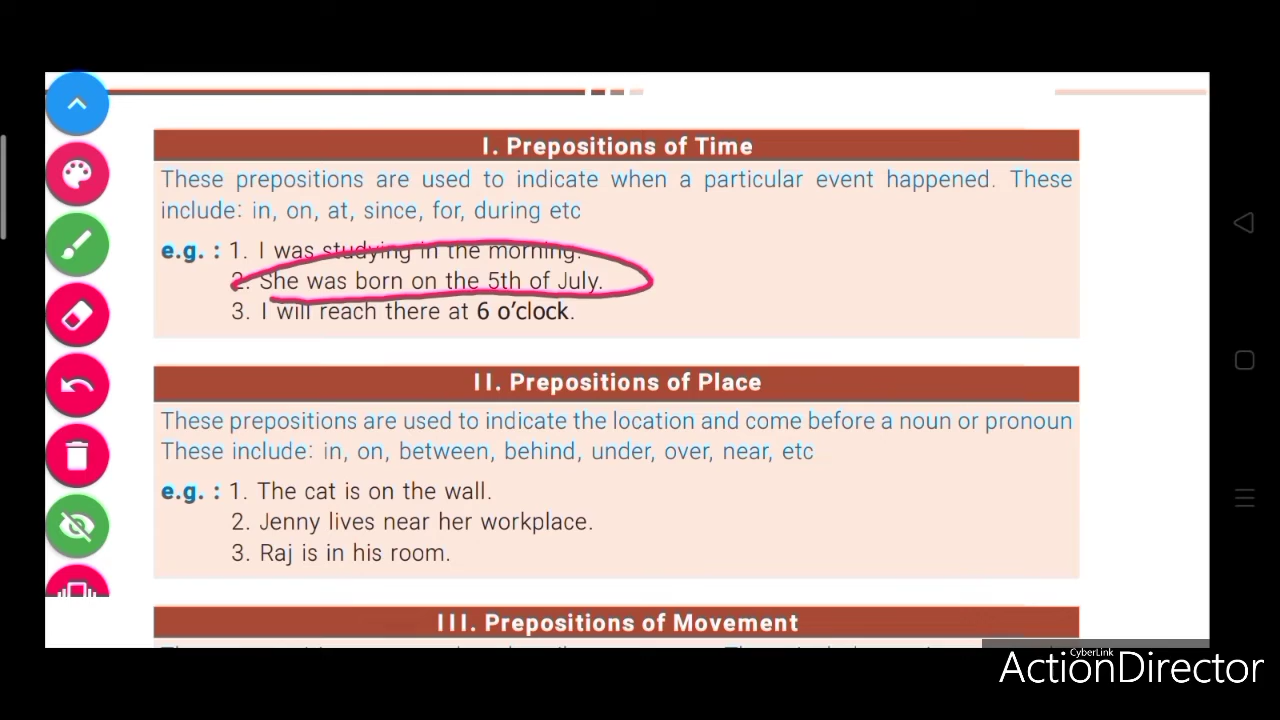 I. Prepositions of Time
These prepositions are used to indicate when a particular event happened. These
include: in, on, at, since, for, during etc
e.g. : 1. I was studying in the morning.
2. She was born on the 5th of July.
3. I will reach there at 6 o'clock.
II. Prepositions of Place
These prepositions are used to indicate the location and come before a noun or pronoun
These include: in, on, between, behind, under, over, near, etc
e.g. : 1. The cat is on the wall.
2. Jenny lives near her workplace.
3. Raj is in his room.
III. Prepositions of Movement
CyberLink
ActionDirector